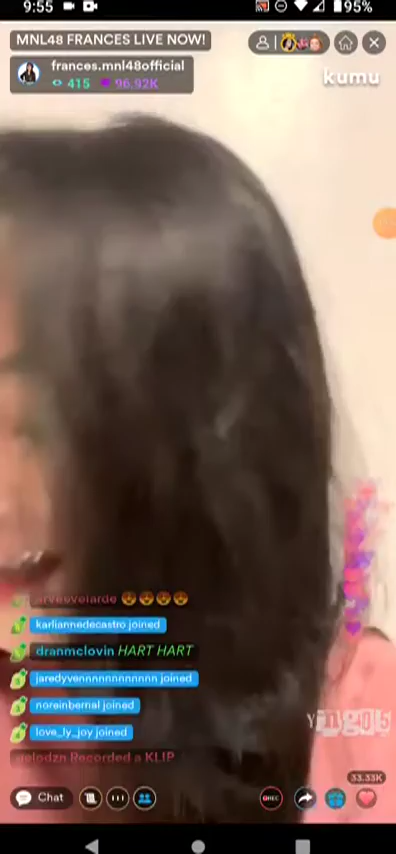 9:55
95%
MNL48 FRANCES LIVE NOW!
frances.mnl48official
415 96.92K
kumu
karliannedecastro joined
dranmclovin HART HART
jaredyvennnnnnnnnnnnn joined
noreinbernal joined
love_ly_joy joined
Recorded a KLIP
33.33K
Chat
REC